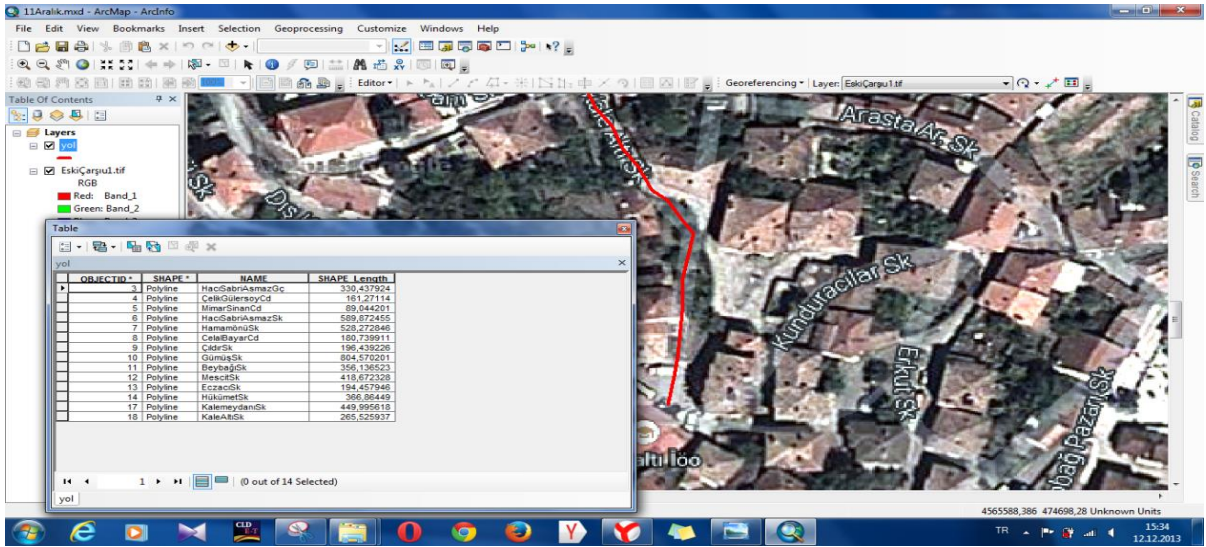 11Aralık.mxd - ArcMap - ArcInfo
File Edit View Bookmarks Insert Selection Geoprocessing Customize Windows Help
Editor Georeferencing Layer: EskiÇarşu1.tif
Table Of Contents
Layers
yol
EskiÇarşu1.tif
RGB
Red: Band_1
Green: Band_2
Catalog
Search
Arasta Ar. Sk
Kunduracılar Sk
Erkut Sk
Table
yol
OBJECTID * SHAPE * NAME SHAPE_Length
3 Polyline HacıSabriAsmazGç 330,437924
4 Polyline ÇelikGülersoyCd 161,27114
5 Polyline MimarSinanCd 89,044201
6 Polyline HacıSabriAsmazSk 589,872455
7 Polyline HamamönüSk 528,272846
8 Polyline CelalBayarCd 180,739911
9 Polyline ÇıldırSk 196,439226
10 Polyline GümüşSk 804,570201
11 Polyline BeybağıSk 356,136523
12 Polyline MescitSk 418,672328
13 Polyline EczacıSk 194,457946
14 Polyline HükümetSk 366,86449
17 Polyline KalemeydanıSk 449,995618
18 Polyline KaleAltıSk 265,525937
1 (0 out of 14 Selected)
yol
4565588,386 474698,28 Unknown Units
TR 15:34
12.12.2013